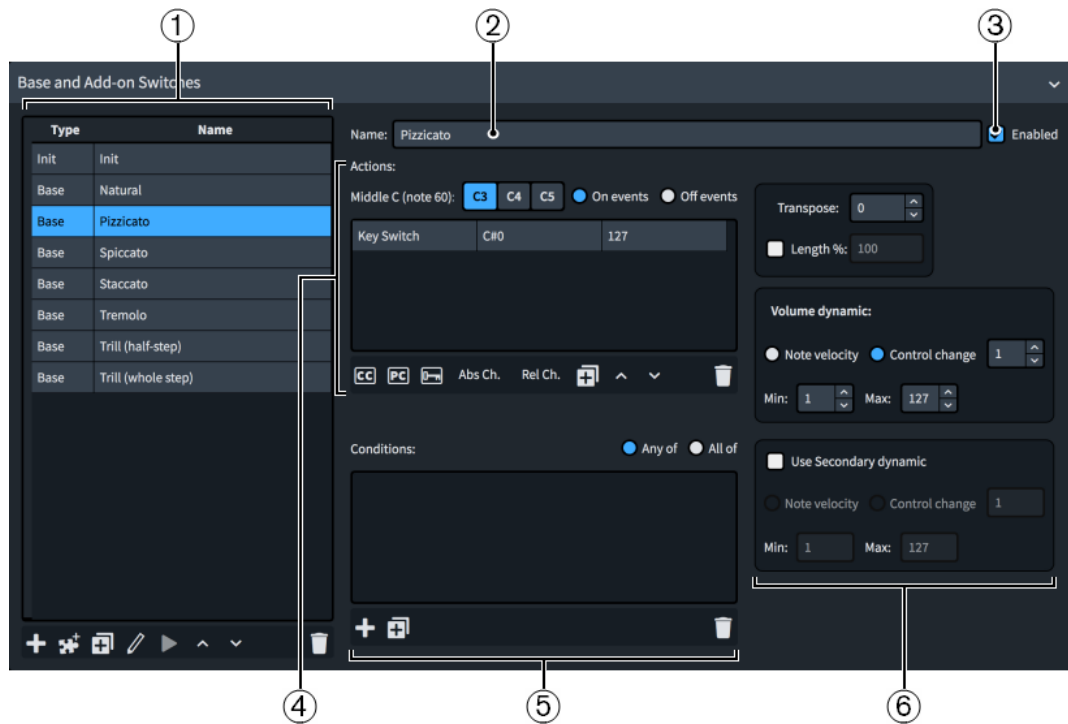 ① ② ③
Base and Add-on Switches
Type Name
Init Init
Base Natural
Base Pizzicato
Base Spiccato
Base Staccato
Base Tremolo
Base Trill (half-step)
Base Trill (whole step)
Name: Pizzicato Enabled
Actions:
Middle C (note 60): C3 C4 C5 On events Off events
Key Switch C#0 127
CC PC Abs Ch. Rel Ch.
Conditions: Any of All of
Transpose: 0
Length %: 100
Volume dynamic:
Note velocity Control change 1
Min: 1 Max: 127
Use Secondary dynamic
Note velocity Control change 1
Min: 1 Max: 127
④ ⑤ ⑥